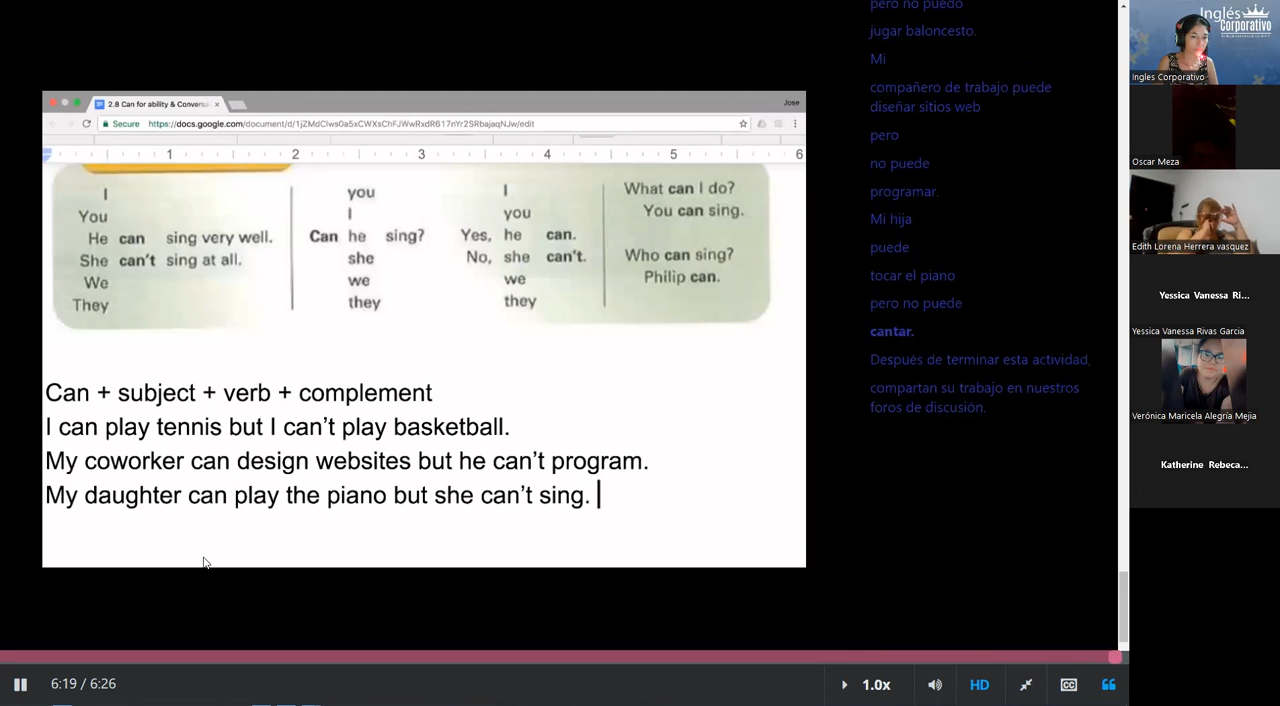 2.8 Can for ability & Conversa
Jose
Secure
https://docs.google.com/document/d/1jZMdClws0a5xCWXsChFJWwRxdR617nYr2SRbajaqNJw/edit
1 2 3 4 5 6
I
You
He can sing very well.
She can't sing at all.
We
They
you
I
Can he sing?
she
we
they
I
you
Yes, he can.
No, she can't.
we
they
What can I do?
You can sing.
Who can sing?
Philip can.
Can + subject + verb + complement
I can play tennis but I can’t play basketball.
My coworker can design websites but he can’t program.
My daughter can play the piano but she can’t sing.
pero no puedo
jugar baloncesto.
Mi
compañero de trabajo puede
diseñar sitios web
pero
no puede
programar.
Mi hija
puede
tocar el piano
pero no puede
cantar.
Después de terminar esta actividad,
compartan su trabajo en nuestros
foros de discusión.
Inglés
Corporativo
Ingles Corporativo
Oscar Meza
Edith Lorena Herrera vasquez
Yessica Vanessa Ri...
Yessica Vanessa Rivas Garcia
Verónica Maricela Alegria Mejia
Katherine Rebeca...
6:19 / 6:26
1.0x
HD
CC